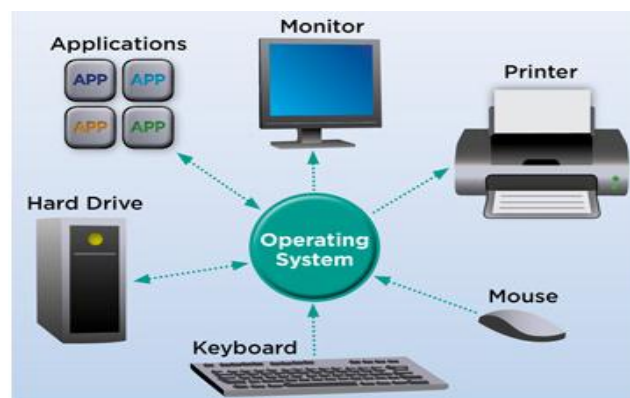 Applications
Monitor
Printer
APP APP
APP APP
Hard Drive
Operating
System
Mouse
Keyboard